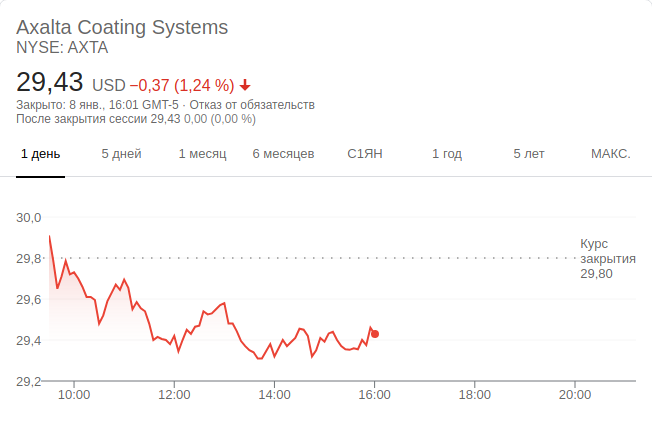 Axalta Coating Systems
NYSE: AXTA
29,43 USD −0,37 (1,24 %)
Закрыто: 8 янв., 16:01 GMT-5 · Отказ от обязательств
После закрытия сессии 29,43 0,00 (0,00 %)
1 день 5 дней 1 месяц 6 месяцев С1ЯН 1 год 5 лет МАКС.
30,0
Курс
29,8 закрытия
29,80
29,6
29,4
29,2
10:00 12:00 14:00 16:00 18:00 20:00